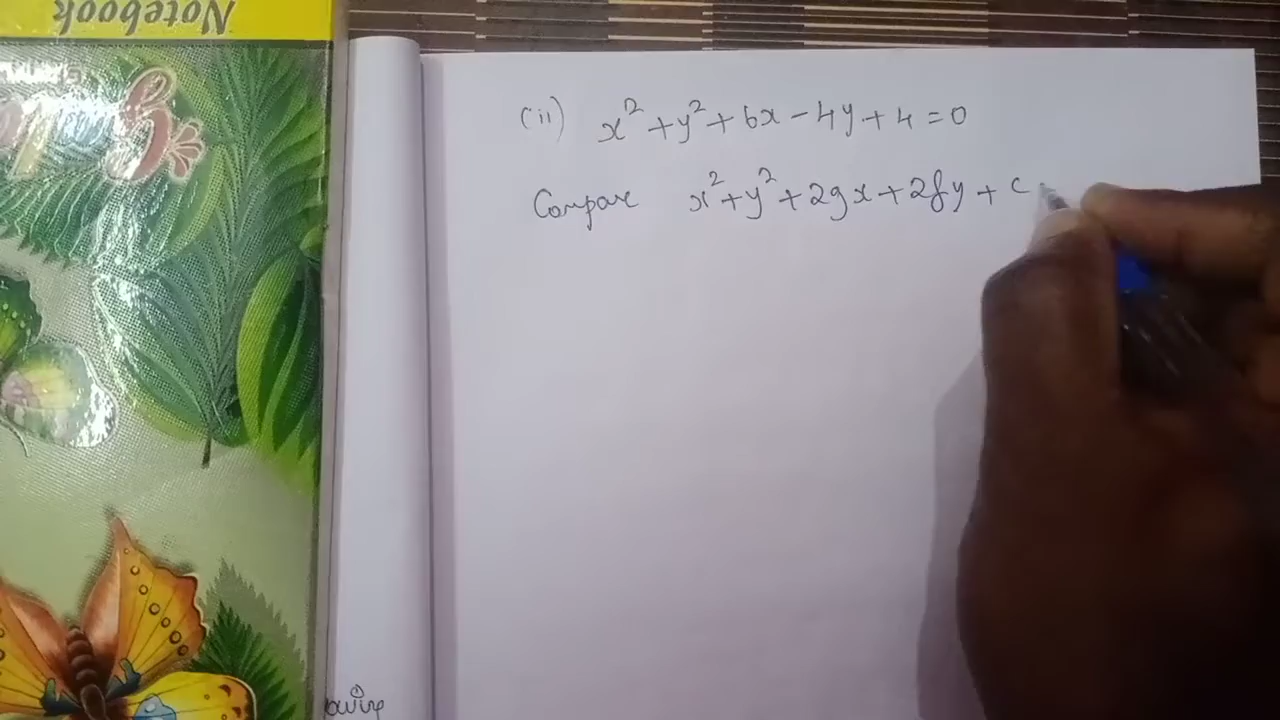 Notebook
(ii) x² + y² + 6x - 4y + 4 = 0
Compare x² + y² + 2gx + 2fy + c